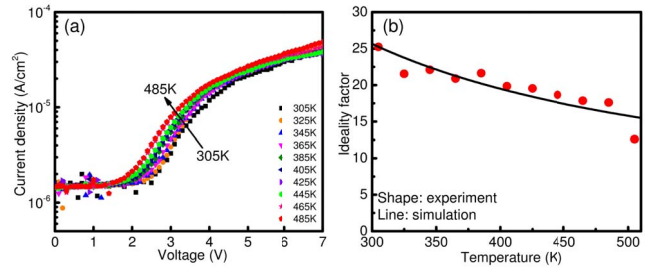 (a)
Current density (A/cm²)
10⁻⁴
10⁻⁵
10⁻⁶
485K
305K
305K
325K
345K
365K
385K
405K
425K
445K
465K
485K
0 1 2 3 4 5 6 7
Voltage (V)
(b)
Ideality factor
35
30
25
20
15
10
5
0
Shape: experiment
Line: simulation
300 350 400 450 500
Temperature (K)